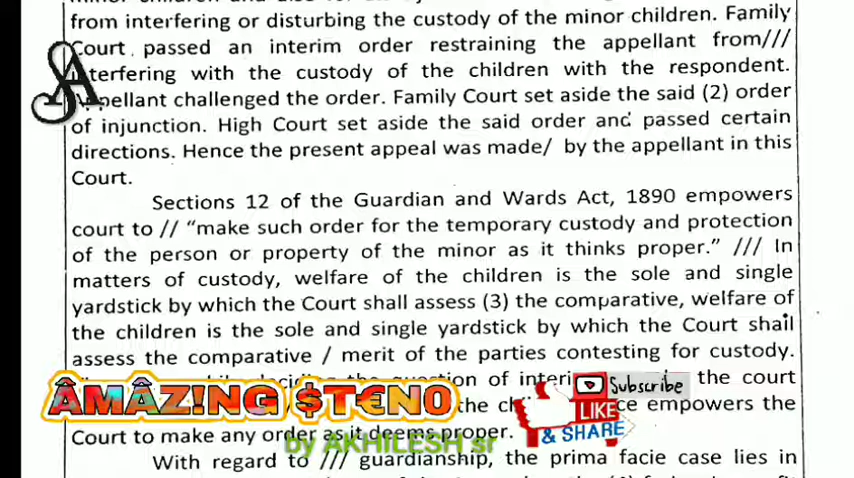 from interfering or disturbing the custody of the minor children. Family
Court passed an interim order restraining the appellant from///
interfering with the custody of the children with the respondent.
Appellant challenged the order. Family Court set aside the said (2) order
of injunction. High Court set aside the said order and passed certain
directions. Hence the present appeal was made/ by the appellant in this
Court.
Sections 12 of the Guardian and Wards Act, 1890 empowers
court to // “make such order for the temporary custody and protection
of the person or property of the minor as it thinks proper.” /// In
matters of custody, welfare of the children is the sole and single
yardstick by which the Court shall assess (3) the comparative, welfare of
the children is the sole and single yardstick by which the Court shall
assess the comparative / merit of the parties contesting for custody.
question of the court
the empowers the
Court to make any order as it deems proper.
With regard to /// guardianship, the prima facie case lies in
ÂMÂZ!NG $T€NO
by AKHILESH sr
Subscribe
LIKE
& SHARE